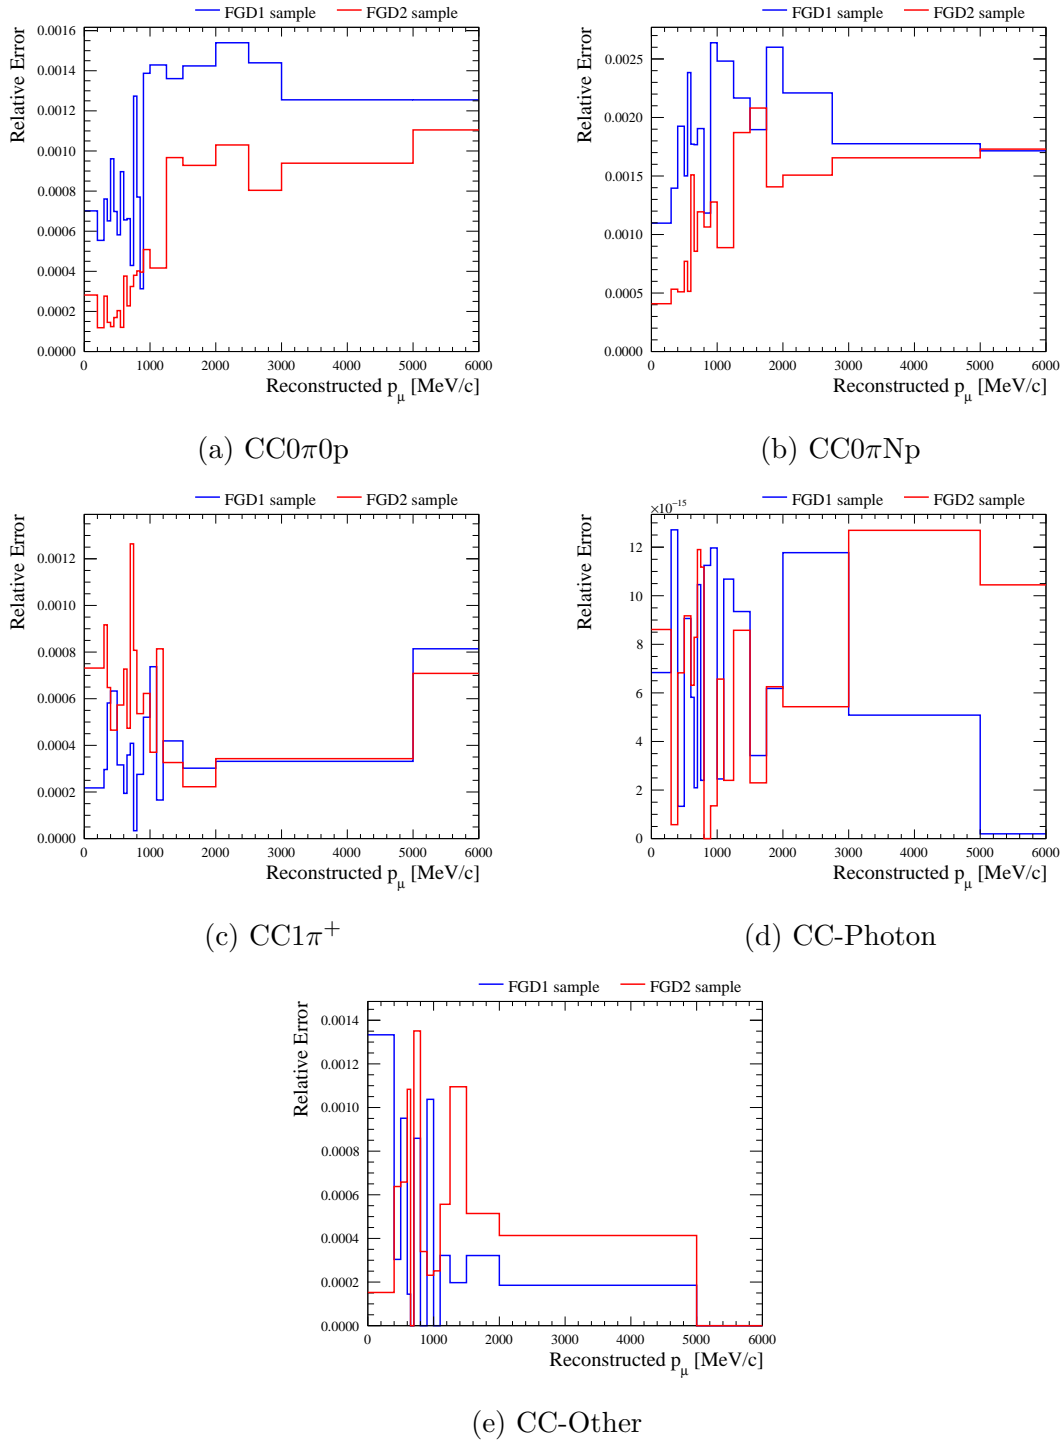 FGD1 sample FGD2 sample
Relative Error
0.0016
0.0014
0.0012
0.0010
0.0008
0.0006
0.0004
0.0002
0.0000
0 1000 2000 3000 4000 5000 6000
Reconstructed pμ [MeV/c]
(a) CC0π0p
FGD1 sample FGD2 sample
Relative Error
0.0025
0.0020
0.0015
0.0010
0.0005
0.0000
0 1000 2000 3000 4000 5000 6000
Reconstructed pμ [MeV/c]
(b) CC0πNp
FGD1 sample FGD2 sample
Relative Error
0.0012
0.0010
0.0008
0.0006
0.0004
0.0002
0.0000
0 1000 2000 3000 4000 5000 6000
Reconstructed pμ [MeV/c]
(c) CC1π⁺
×10⁻¹⁵
FGD1 sample FGD2 sample
Relative Error
12
10
8
6
4
2
0
0 1000 2000 3000 4000 5000 6000
Reconstructed pμ [MeV/c]
(d) CC-Photon
FGD1 sample FGD2 sample
Relative Error
0.0014
0.0012
0.0010
0.0008
0.0006
0.0004
0.0002
0.0000
0 1000 2000 3000 4000 5000 6000
Reconstructed pμ [MeV/c]
(e) CC-Other